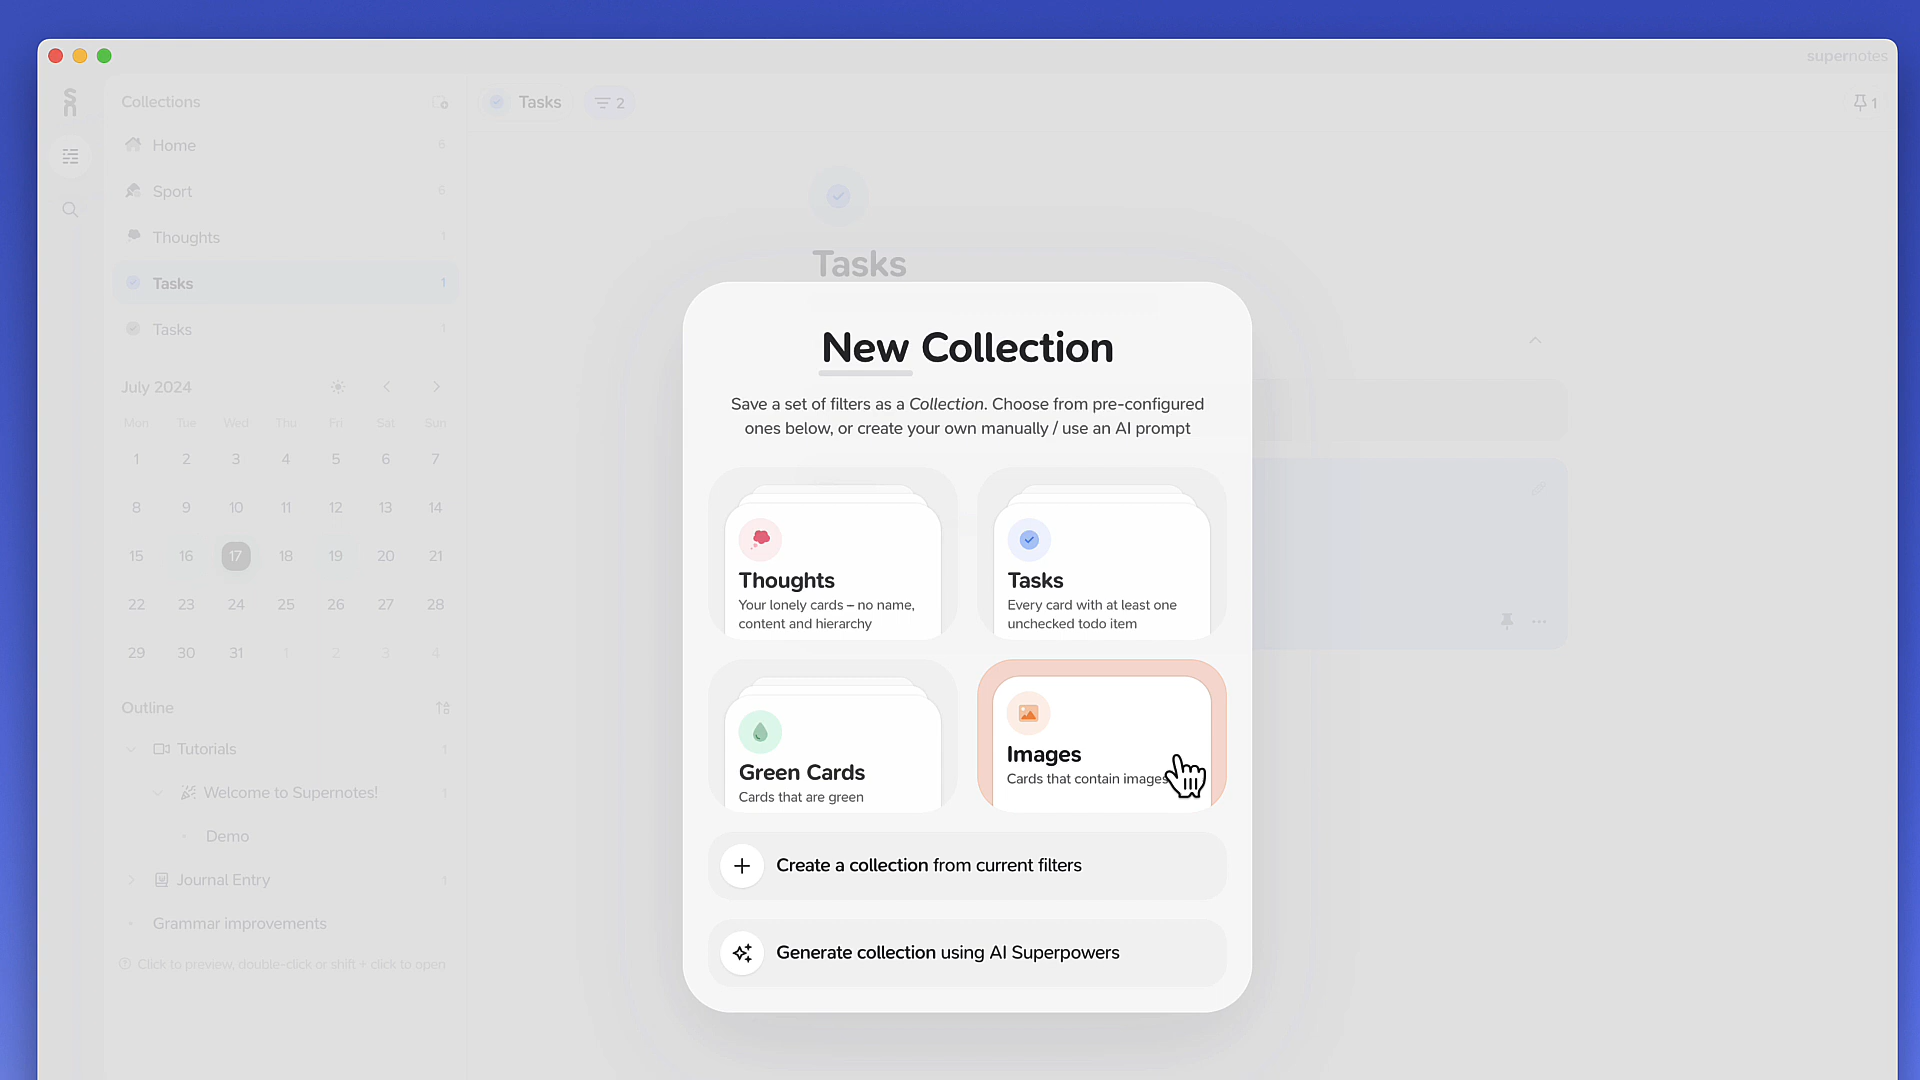 supernotes
Collections
Home 6
Sport 6
Thoughts 1
Tasks 1
Tasks 1
July 2024
Mon Tue Wed Thu Fri Sat Sun
1 2 3 4 5 6 7
8 9 10 11 12 13 14
15 16 17 18 19 20 21
22 23 24 25 26 27 28
29 30 31 1 2 3 4
Outline
Tutorials 1
Welcome to Supernotes! 1
Demo
Journal Entry 1
Grammar improvements
Click to preview, double-click or shift + click to open
Tasks 2
1
Tasks
New Collection
Save a set of filters as a Collection. Choose from pre-configured
ones below, or create your own manually / use an AI prompt
Thoughts
Your lonely cards – no name,
content and hierarchy
Tasks
Every card with at least one
unchecked todo item
Green Cards
Cards that are green
Images
Cards that contain images
Create a collection from current filters
Generate collection using AI Superpowers